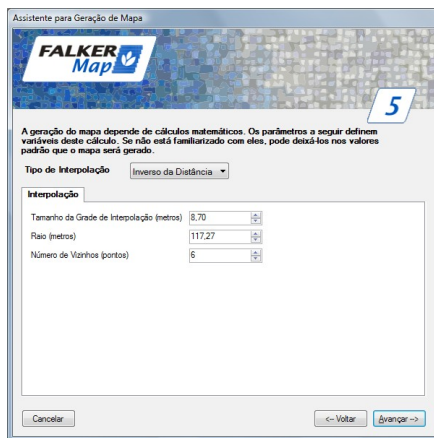 Assistente para Geração de Mapa
FALKER
Map
5
A geração do mapa depende de cálculos matemáticos. Os parâmetros a seguir definem
variáveis deste cálculo. Se não está familiarizado com eles, pode deixá-los nos valores
padrão que o mapa será gerado.
Tipo de Interpolação Inverso da Distância
Interpolação
Tamanho da Grade de Interpolação (metros) 8,70
Raio (metros) 117,27
Número de Vizinhos (pontos) 6
Cancelar <-- Voltar Avançar -->